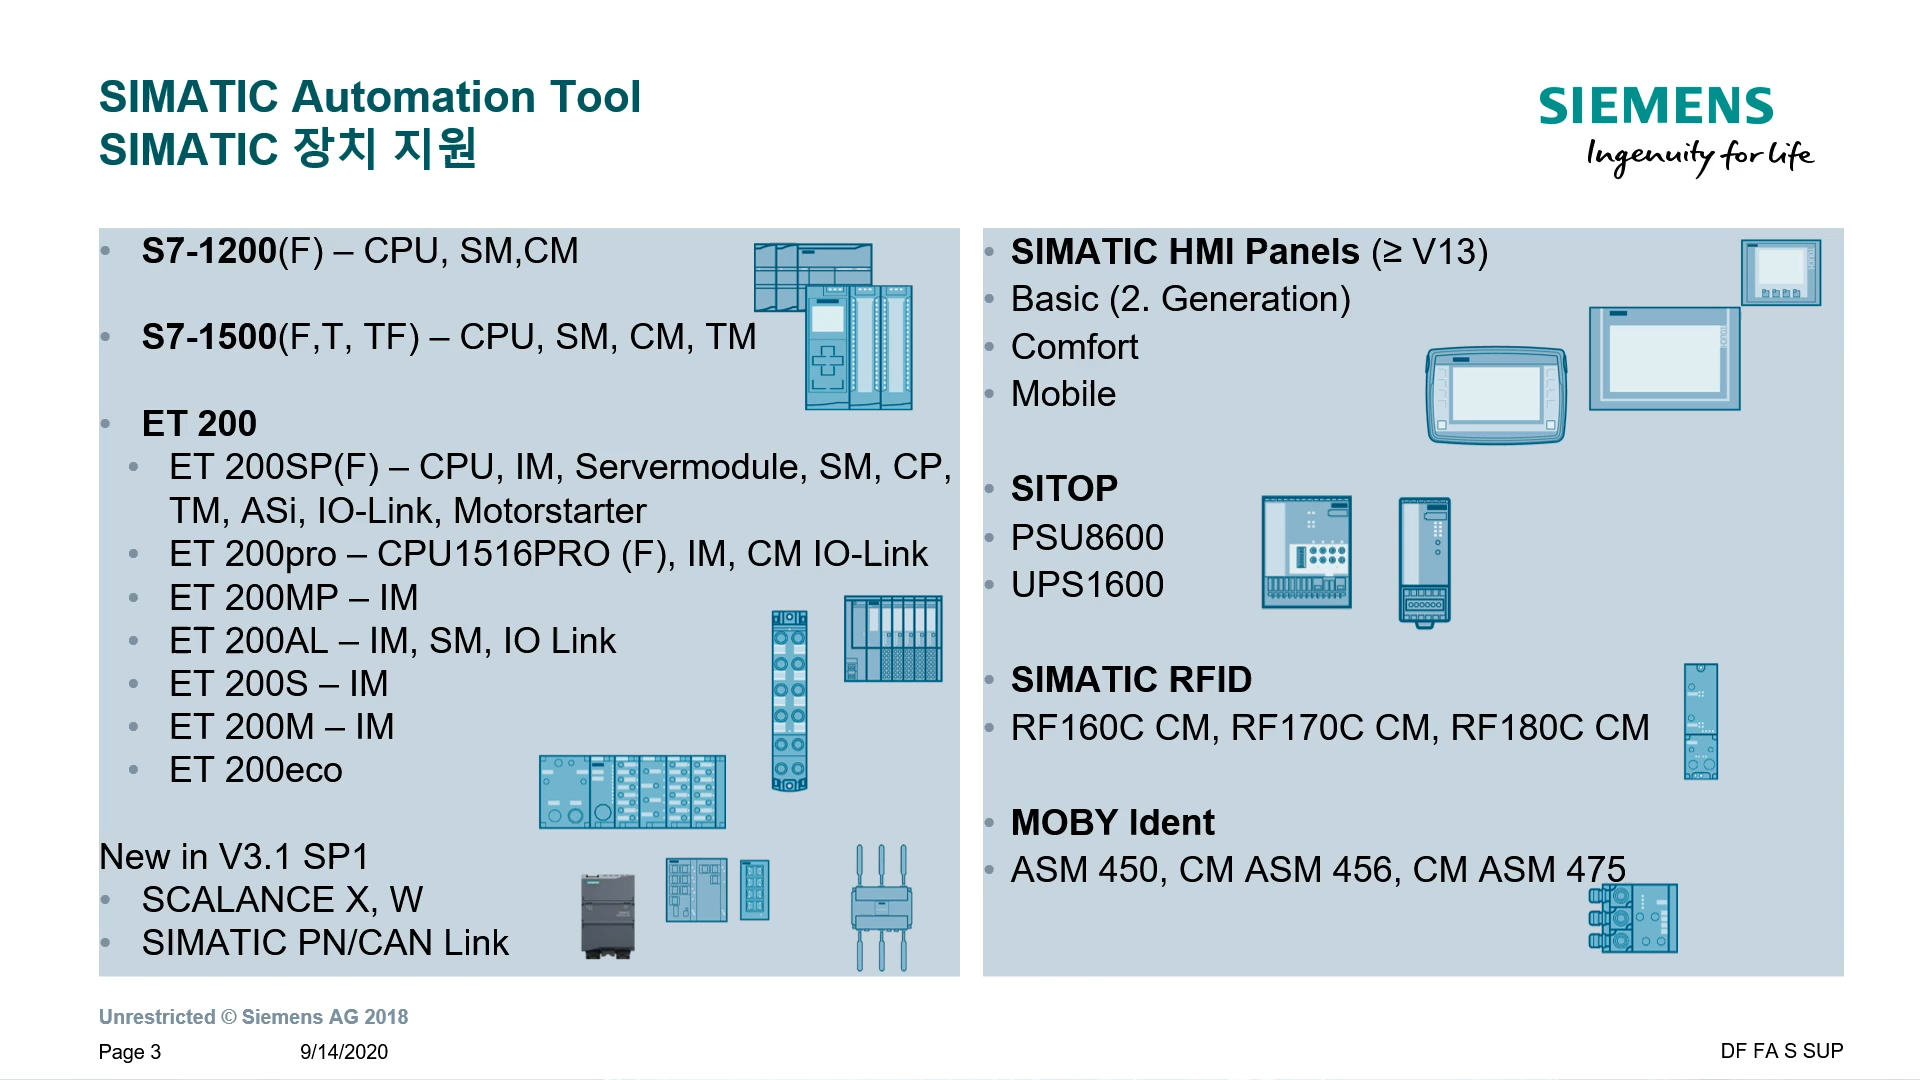 SIMATIC Automation Tool
SIMATIC 장치 지원
SIEMENS
Ingenuity for life
• S7-1200(F) – CPU, SM,CM
• S7-1500(F,T, TF) – CPU, SM, CM, TM
• ET 200
• ET 200SP(F) – CPU, IM, Servermodule, SM, CP,
TM, ASi, IO-Link, Motorstarter
• ET 200pro – CPU1516PRO (F), IM, CM IO-Link
• ET 200MP – IM
• ET 200AL – IM, SM, IO Link
• ET 200S – IM
• ET 200M – IM
• ET 200eco
New in V3.1 SP1
• SCALANCE X, W
• SIMATIC PN/CAN Link
• SIMATIC HMI Panels (≥ V13)
• Basic (2. Generation)
• Comfort
• Mobile
• SITOP
• PSU8600
• UPS1600
• SIMATIC RFID
• RF160C CM, RF170C CM, RF180C CM
• MOBY Ident
• ASM 450, CM ASM 456, CM ASM 475
Unrestricted © Siemens AG 2018
Page 3
9/14/2020
DF FA S SUP